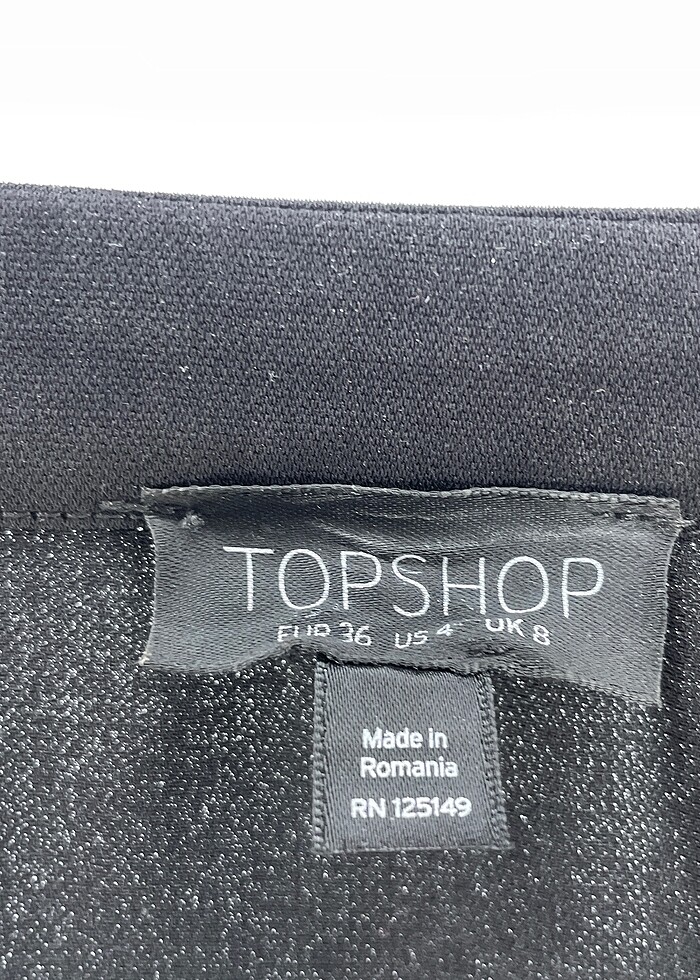 TOPSHOP
EUR 36 US 4 UK 8
Made in
Romania
RN 125149